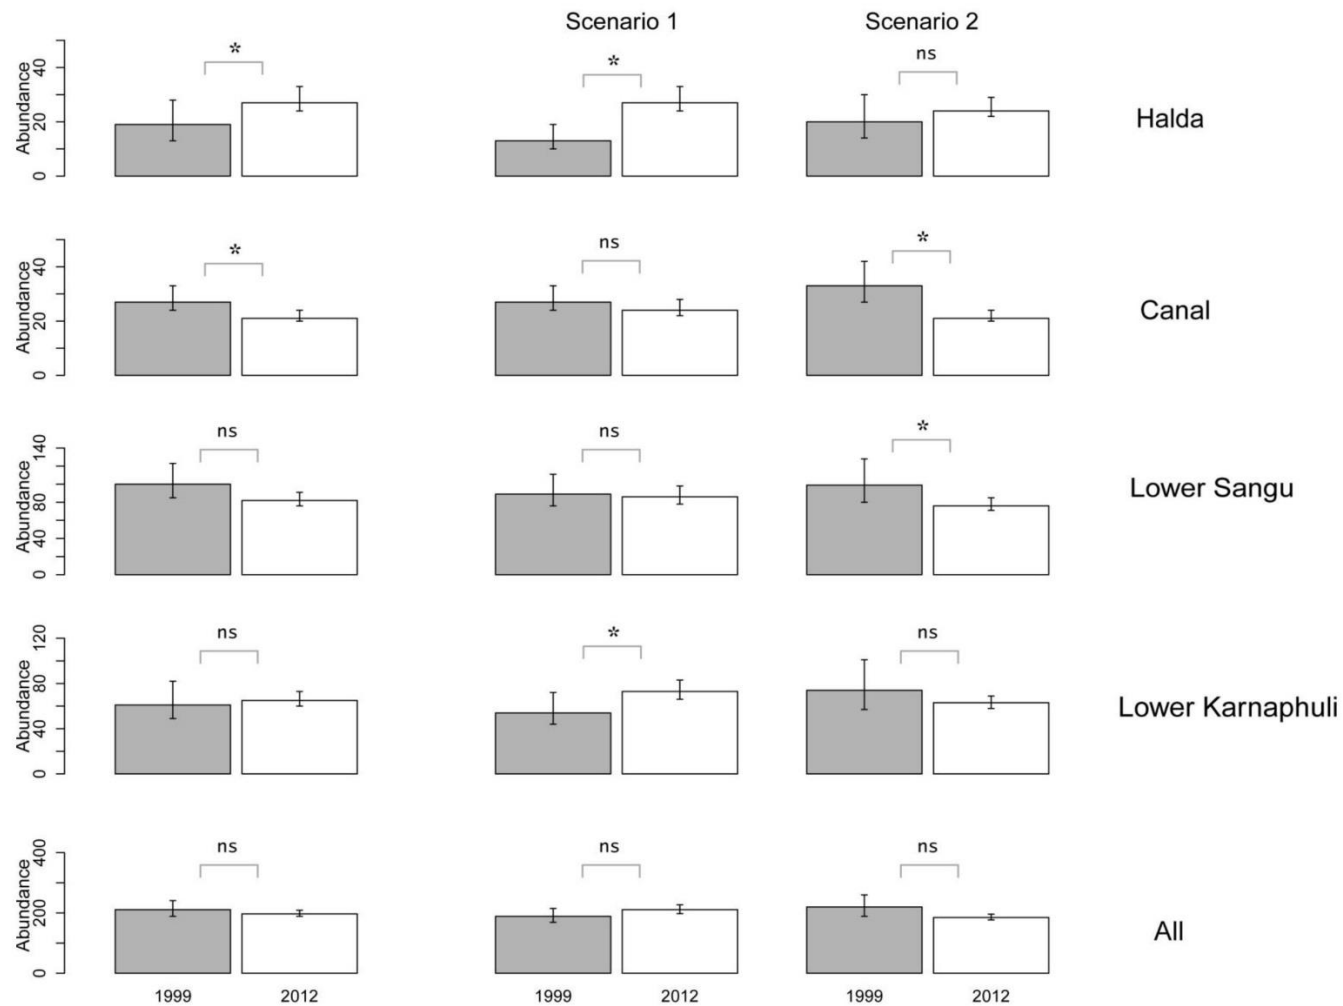 Scenario 1 Scenario 2
Abundance 0 20 40 * * ns Halda
Abundance 0 20 40 * ns * Canal
Abundance 0 40 80 140 ns ns * Lower Sangu
Abundance 0 40 80 120 ns * ns Lower Karnaphuli
Abundance 0 200 400 ns ns ns All
1999 2012 1999 2012 1999 2012